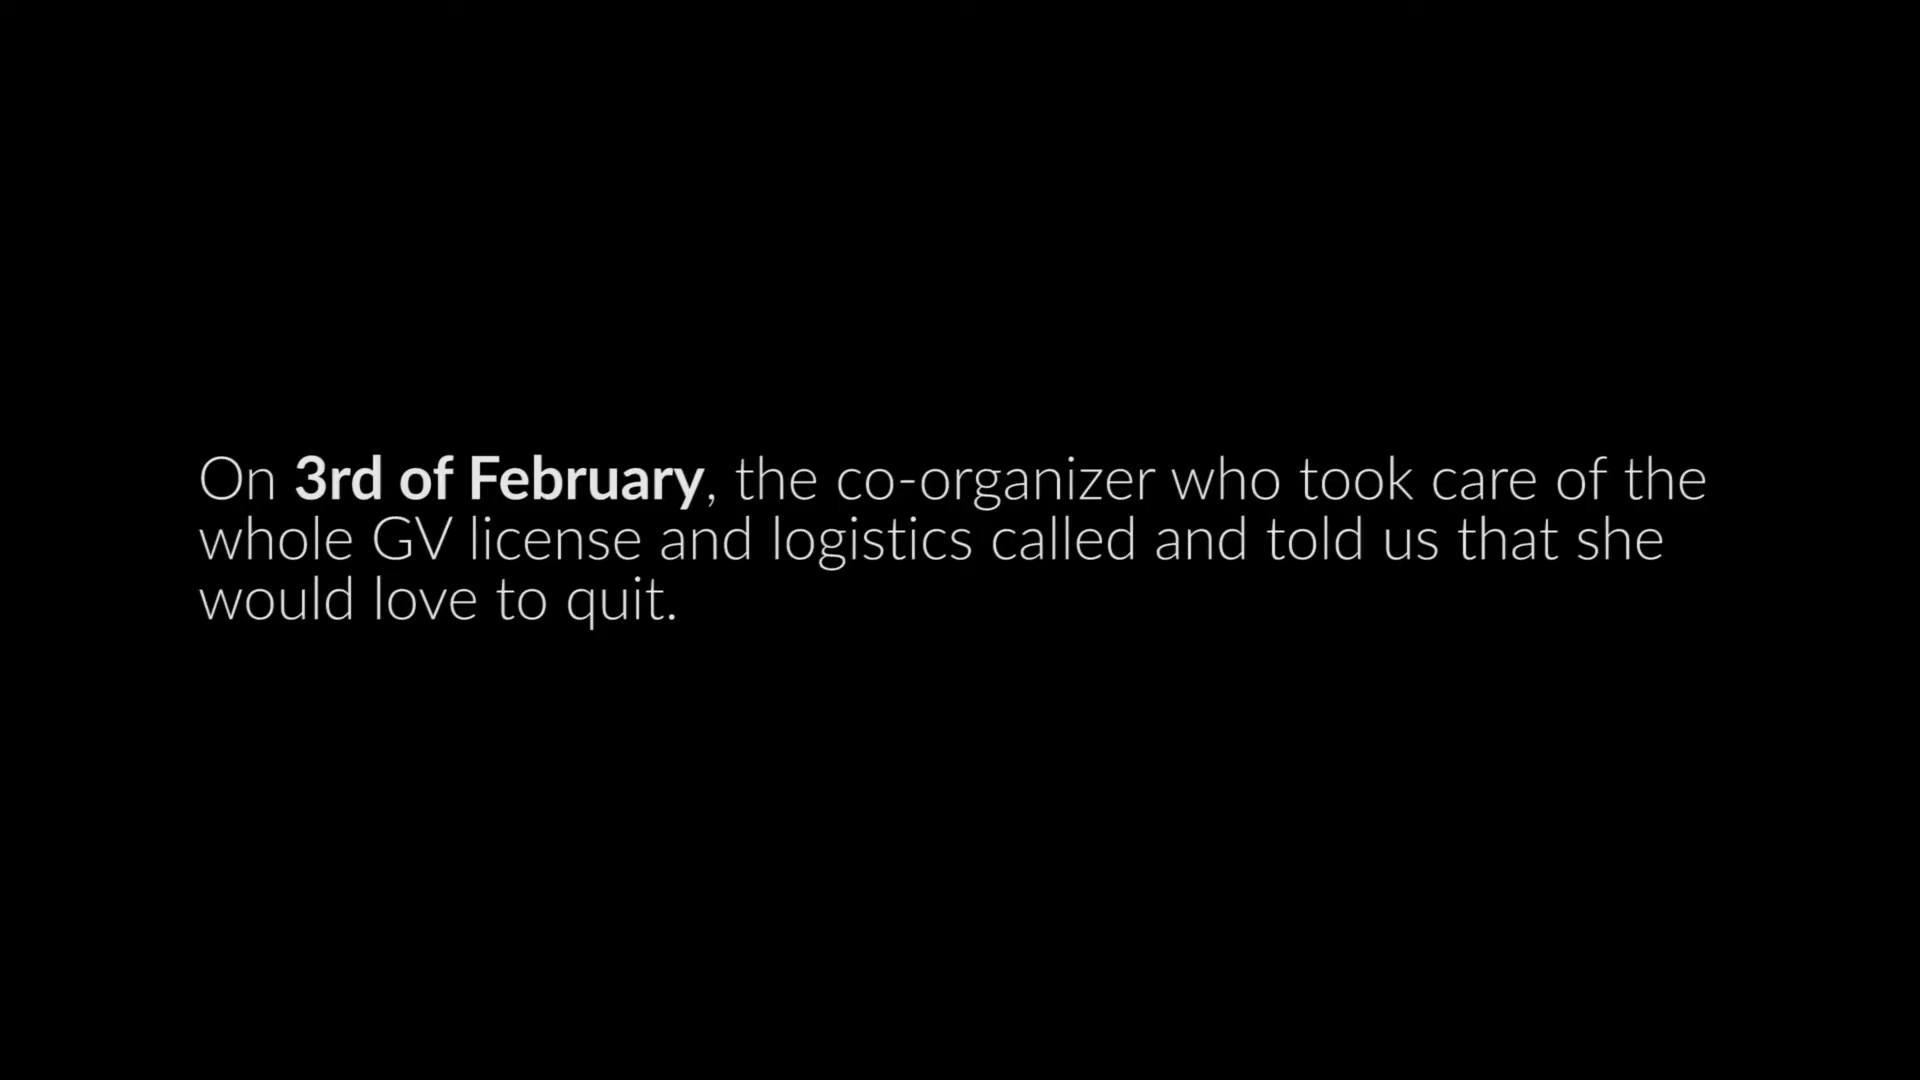 On 3rd of February, the co-organizer who took care of the
whole GV license and logistics called and told us that she
would love to quit.